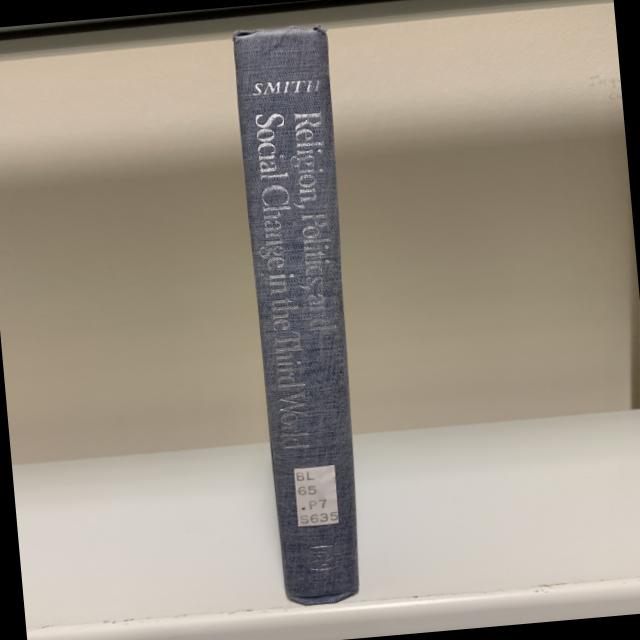 SMITH
Religion, Politics, and
Social Change in the Third World
BL
65
.P7
S635